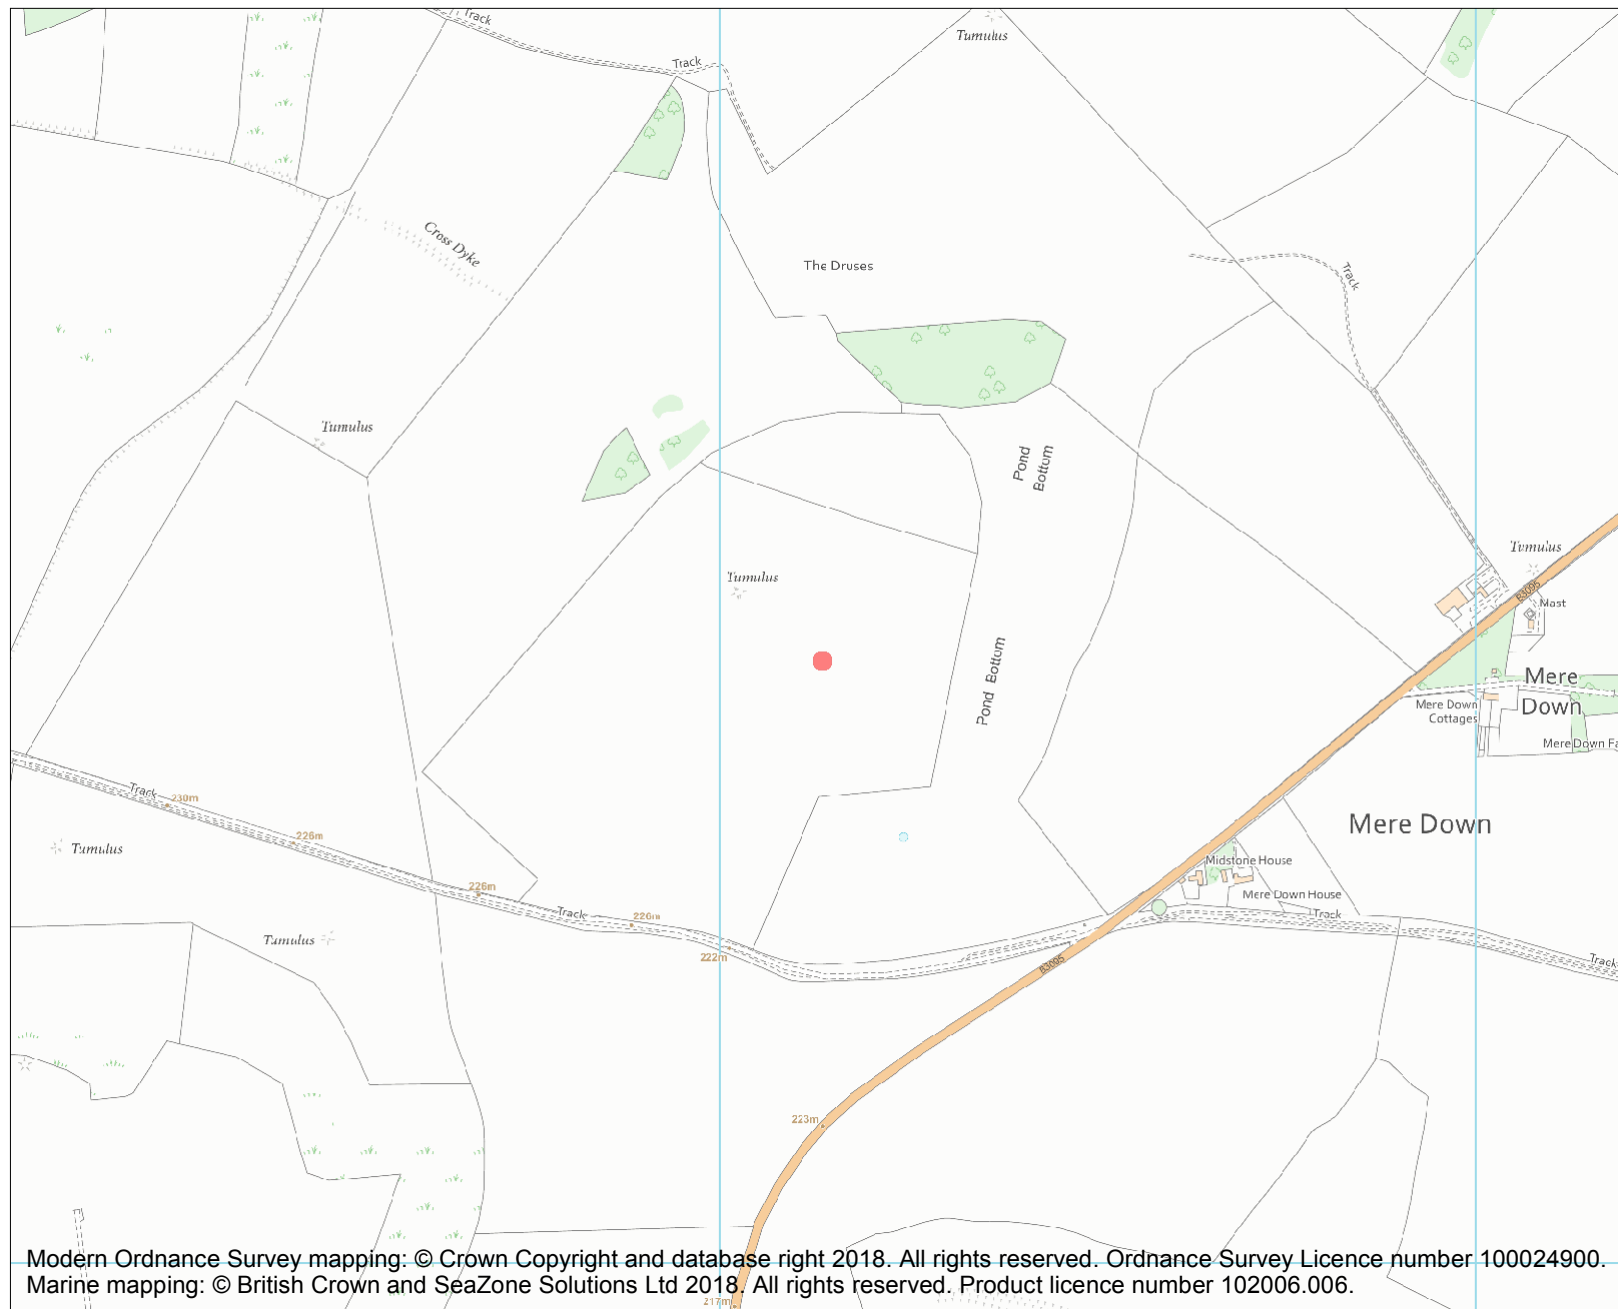 Track
Tumulus
Track
Cross Dyke
The Druses
Track
Tumulus
Pond
Bottom
Tumulus
Tumulus
B3095
Mast
Pond Bottom
Mere
Down
Mere Down
Cottages
Mere Down Fa
Track
230m
Mere Down
226m
Tumulus
Midstone House
226m
Mere Down House
Track
226m
Track
Tumulus
222m
B3095
Track
223m
Modern Ordnance Survey mapping: © Crown Copyright and database right 2018. All rights reserved. Ordnance Survey Licence number 100024900.
Marine mapping: © British Crown and SeaZone Solutions Ltd 2018. All rights reserved. Product licence number 102006.006.
217m